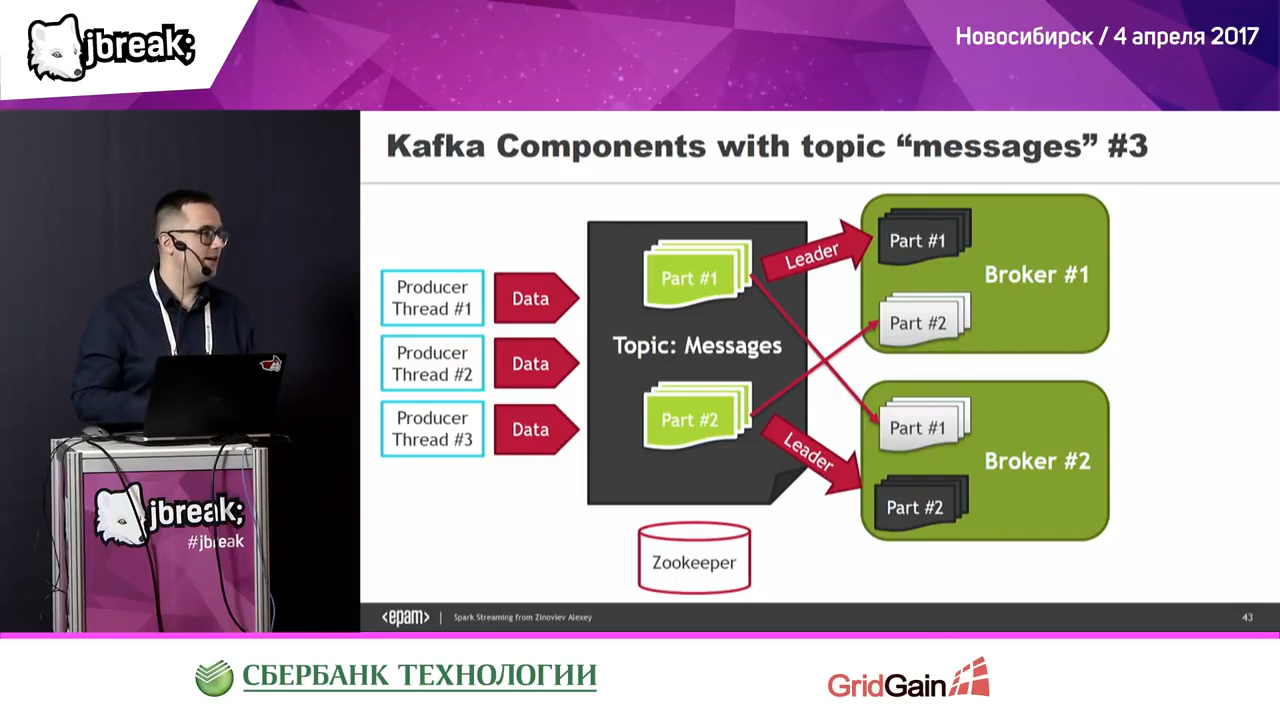 jbreak;
Новосибирск / 4 апреля 2017
Kafka Components with topic “messages” #3
Producer
Thread #1
Data
Producer
Thread #2
Data
Producer
Thread #3
Data
Part #1
Topic: Messages
Part #2
Leader
Leader
Part #1
Broker #1
Part #2
Part #1
Broker #2
Part #2
Zookeeper
<epam>
Spark Streaming from Zinoviev Alexey
43
jbreak;
#jbreak
СБЕРБАНК ТЕХНОЛОГИИ
GridGain